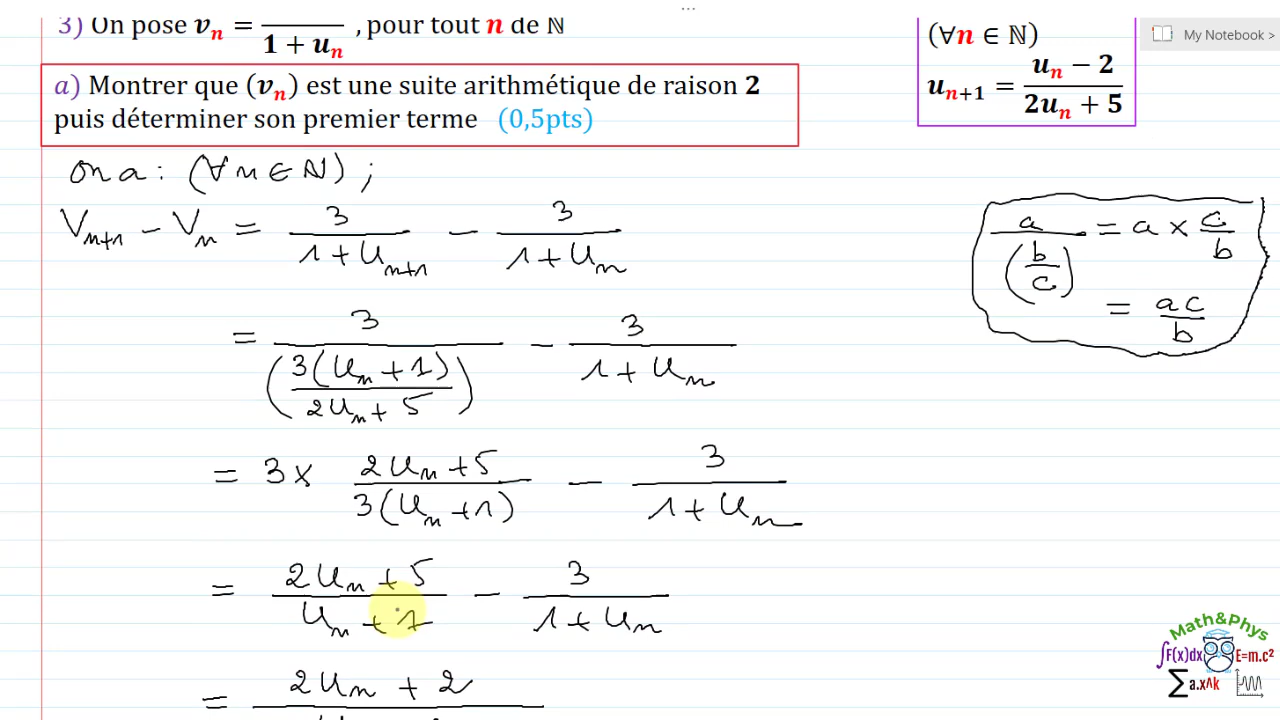 ...
3) On pose vₙ = ―――― / 1 + uₙ , pour tout n de ℕ
a) Montrer que (vₙ) est une suite arithmétique de raison 2
puis déterminer son premier terme (0,5pts)
(∀n ∈ ℕ)
uₙ₊₁ = (uₙ − 2) / (2uₙ + 5)
My Notebook >
on a : (∀n ∈ ℕ) ;
Vₙ₊₁ − Vₙ = 3 / (1 + Uₙ₊₁) − 3 / (1 + Uₙ)
= 3 / (3(Uₙ + 1) / (2Uₙ + 5)) − 3 / (1 + Uₙ)
= 3 × (2Uₙ + 5) / (3(Uₙ + 1)) − 3 / (1 + Uₙ)
= (2Uₙ + 5) / (Uₙ + 1) − 3 / (1 + Uₙ)
= 2Uₙ + 2
a / (b / c) = a × c / b
= ac / b
Math&Phys
∫F(x)dx E=m.c²
∑ a.x∧k